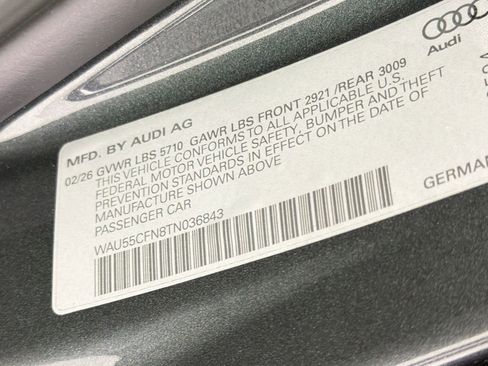 Audi
MFD. BY AUDI AG
02/26 GVWR LBS 5710 GAWR LBS FRONT 2921 /REAR 3009
THIS VEHICLE CONFORMS TO ALL APPLICABLE U.S.
FEDERAL MOTOR VEHICLE SAFETY, BUMPER AND THEFT
PREVENTION STANDARDS IN EFFECT ON THE DATE OF
MANUFACTURE SHOWN ABOVE
PASSENGER CAR
GERMAN
WAU55CFN8TN036843